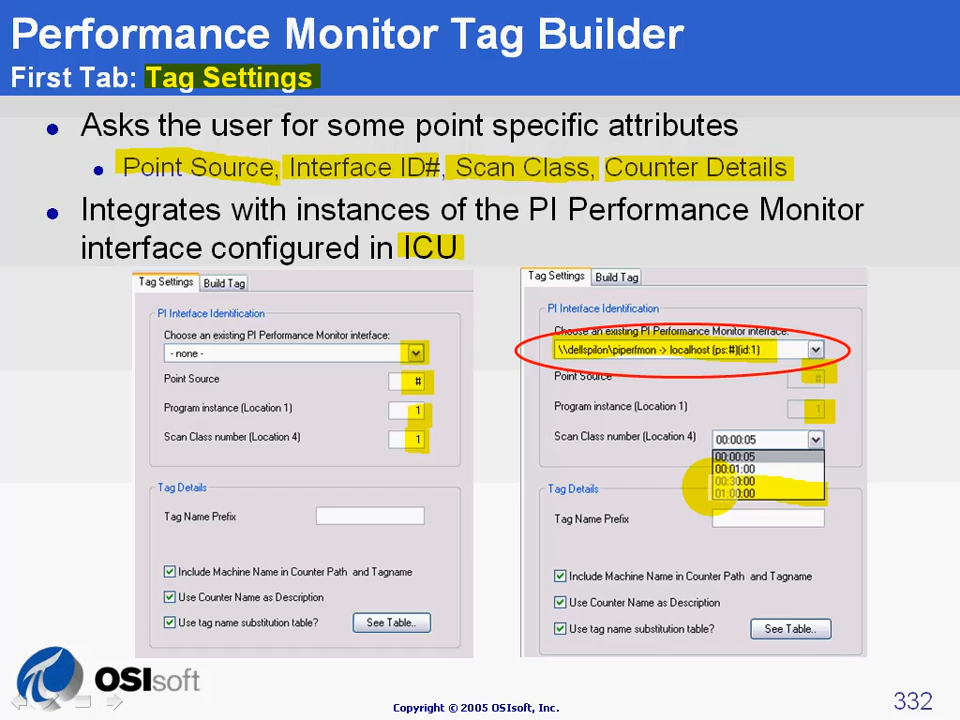 Performance Monitor Tag Builder
First Tab: Tag Settings
Asks the user for some point specific attributes
Point Source, Interface ID#, Scan Class, Counter Details
Integrates with instances of the PI Performance Monitor
interface configured in ICU
Tag Settings Build Tag
PI Interface Identification
Choose an existing PI Performance Monitor interface:
- none -
Point Source #
Program instance (Location 1) 1
Scan Class number (Location 4) 1
Tag Details
Tag Name Prefix
Include Machine Name in Counter Path and Tagname
Use Counter Name as Description
Use tag name substitution table? See Table..
Tag Settings Build Tag
PI Interface Identification
Choose an existing PI Performance Monitor interface:
\\dellspilon\piperfmon -> localhost (ps:#)(id:1)
Point Source #
Program instance (Location 1) 1
Scan Class number (Location 4) 00:00:05
00:00:05
00:01:00
00:30:00
01:00:00
Tag Details
Tag Name Prefix
Include Machine Name in Counter Path and Tagname
Use Counter Name as Description
Use tag name substitution table? See Table..
OSIsoft
Copyright © 2005 OSIsoft, Inc.
332